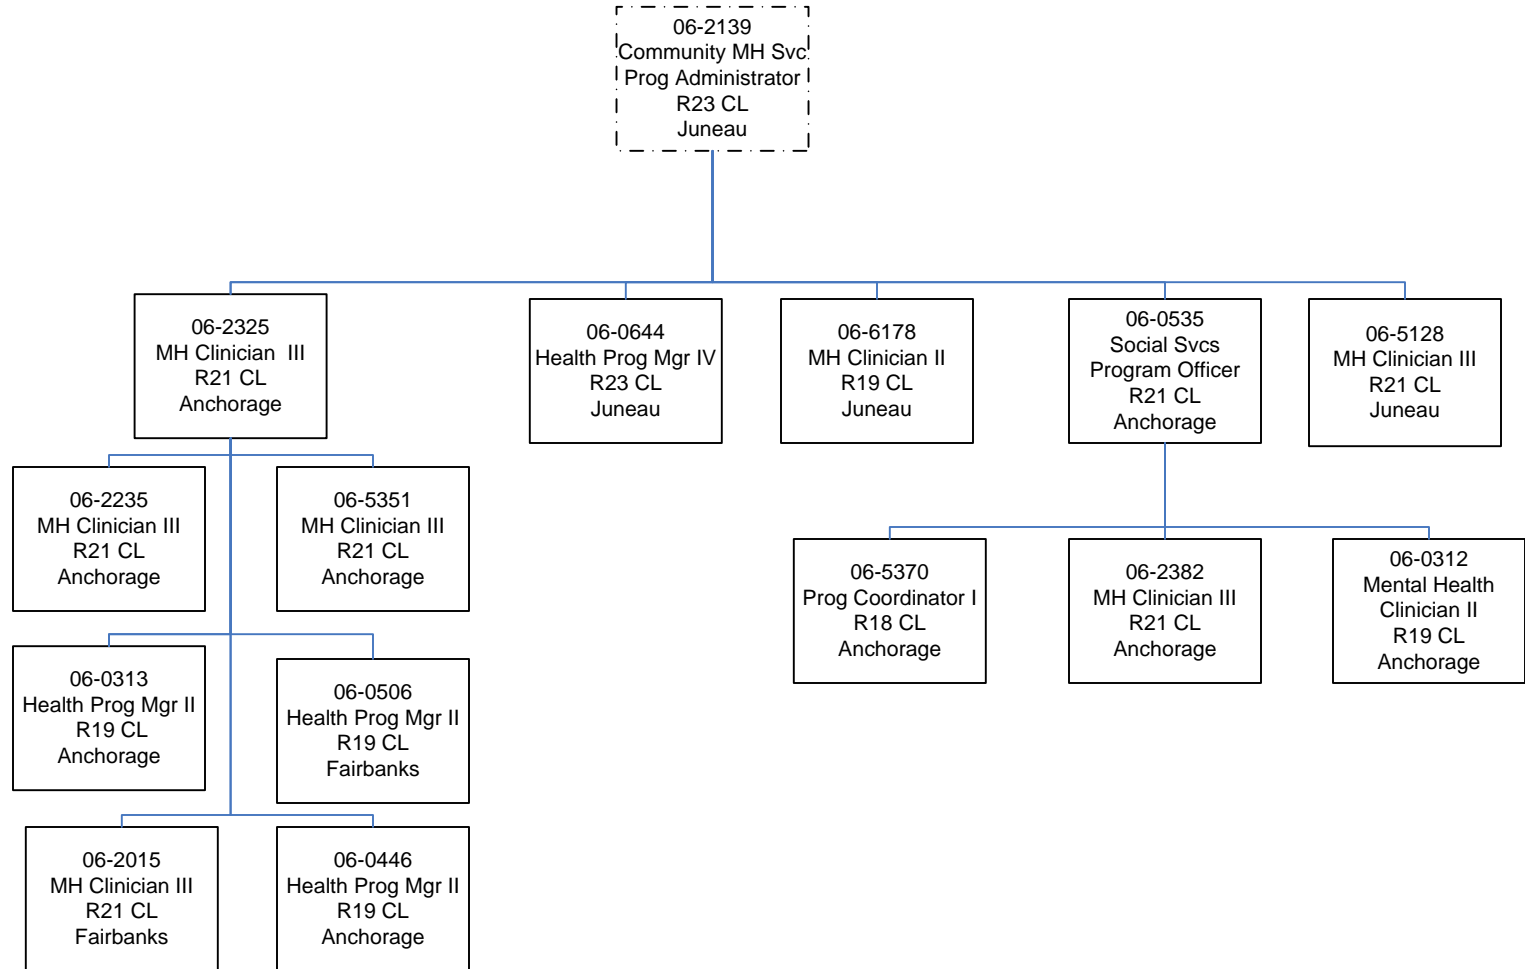 06-2139
Community MH Svc
Prog Administrator
R23 CL
Juneau
06-2325
MH Clinician  III
R21 CL
Anchorage
06-0644
Health Prog Mgr IV
R23 CL
Juneau
06-6178
MH Clinician II
R19 CL
Juneau
06-0535
Social Svcs
Program Officer
R21 CL
Anchorage
06-5128
MH Clinician III
R21 CL
Juneau
06-2235
MH Clinician III
R21 CL
Anchorage
06-5351
MH Clinician III
R21 CL
Anchorage
06-5370
Prog Coordinator I
R18 CL
Anchorage
06-2382
MH Clinician III
R21 CL
Anchorage
06-0312
Mental Health
Clinician II
R19 CL
Anchorage
06-0313
Health Prog Mgr II
R19 CL
Anchorage
06-0506
Health Prog Mgr II
R19 CL
Fairbanks
06-2015
MH Clinician III
R21 CL
Fairbanks
06-0446
Health Prog Mgr II
R19 CL
Anchorage